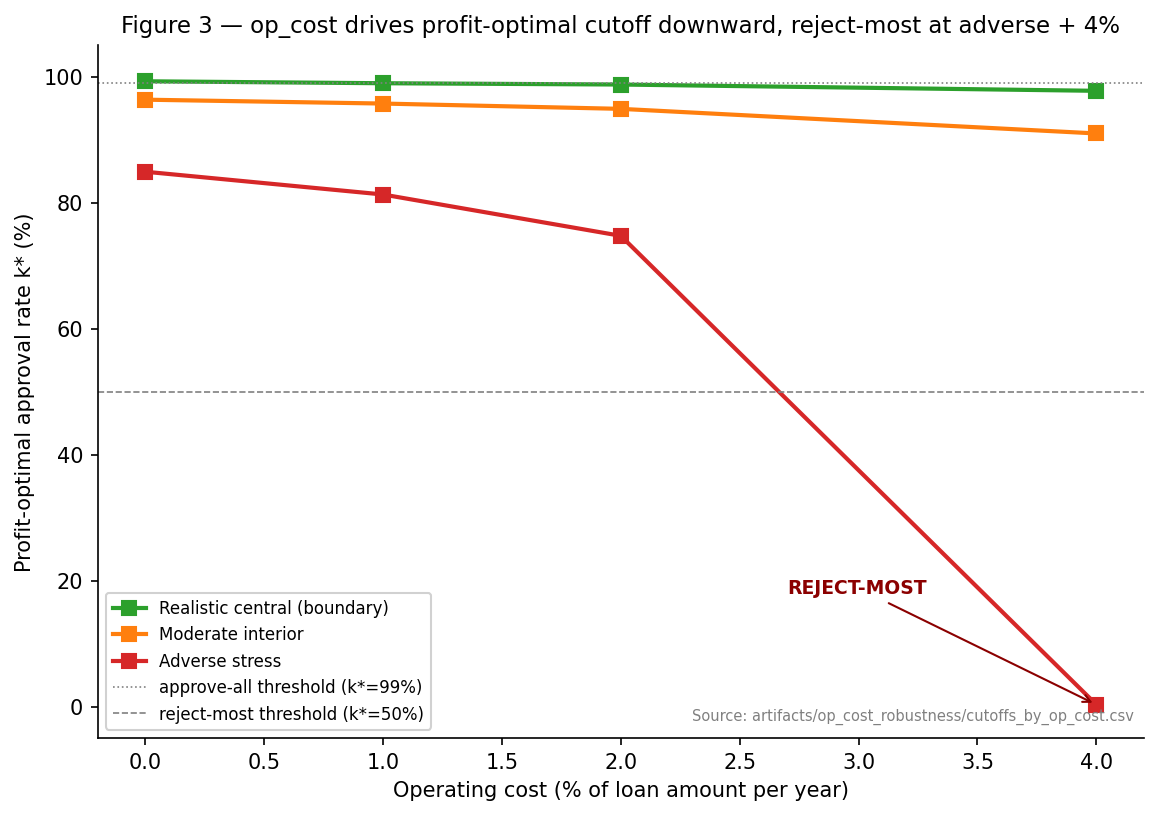 Figure 3 — op_cost drives profit-optimal cutoff downward, reject-most at adverse + 4%
Profit-optimal approval rate k* (%)
100
80
60
40
20
0
REJECT-MOST
Realistic central (boundary)
Moderate interior
Adverse stress
approve-all threshold (k*=99%)
reject-most threshold (k*=50%)
Source: artifacts/op_cost_robustness/cutoffs_by_op_cost.csv
0.0 0.5 1.0 1.5 2.0 2.5 3.0 3.5 4.0
Operating cost (% of loan amount per year)